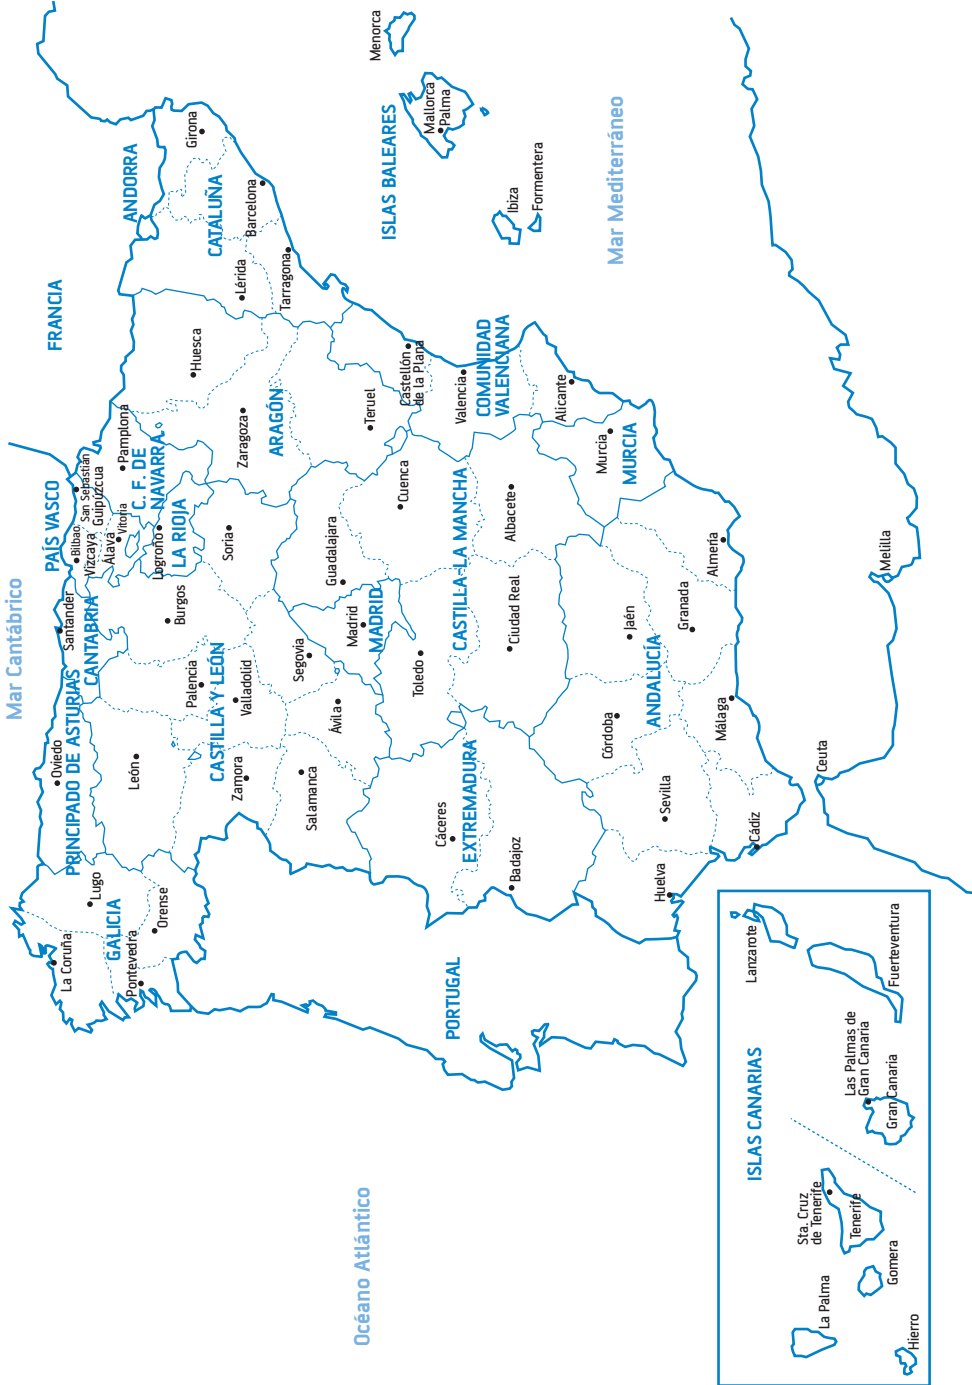 Mar Cantábrico
FRANCIA
ANDORRA
PAÍS VASCO
PRINCIPADO DE ASTURIAS
CANTABRIA
GALICIA
C. F. DE
NAVARRA
LA RIOJA
CATALUÑA
CASTILLA Y LEÓN
ARAGÓN
MADRID
ISLAS BALEARES
PORTUGAL
EXTREMADURA
CASTILLA-LA MANCHA
COMUNIDAD
VALENCIANA
ANDALUCÍA
MURCIA
Océano Atlántico
Mar Mediterráneo
La Coruña
Lugo
Pontevedra
Orense
Oviedo
Santander
Bilbao
Vizcaya
San Sebastián
Guipúzcua
Álava
Vitoria
Pamplona
Logroño
León
Palencia
Burgos
Zamora
Valladolid
Soria
Salamanca
Ávila
Segovia
Huesca
Zaragoza
Teruel
Lérida
Girona
Barcelona
Tarragona
Guadalajara
Madrid
Toledo
Cuenca
Ciudad Real
Albacete
Cáceres
Badajoz
Castellón
de la Plana
Valencia
Alicante
Murcia
Menorca
Mallorca
Palma
Ibiza
Formentera
Huelva
Sevilla
Córdoba
Jaén
Granada
Almería
Málaga
Cádiz
Ceuta
Melilla
ISLAS CANARIAS
La Palma
Hierro
Gomera
Sta. Cruz
de Tenerife
Tenerife
Las Palmas de
Gran Canaria
Gran Canaria
Lanzarote
Fuerteventura